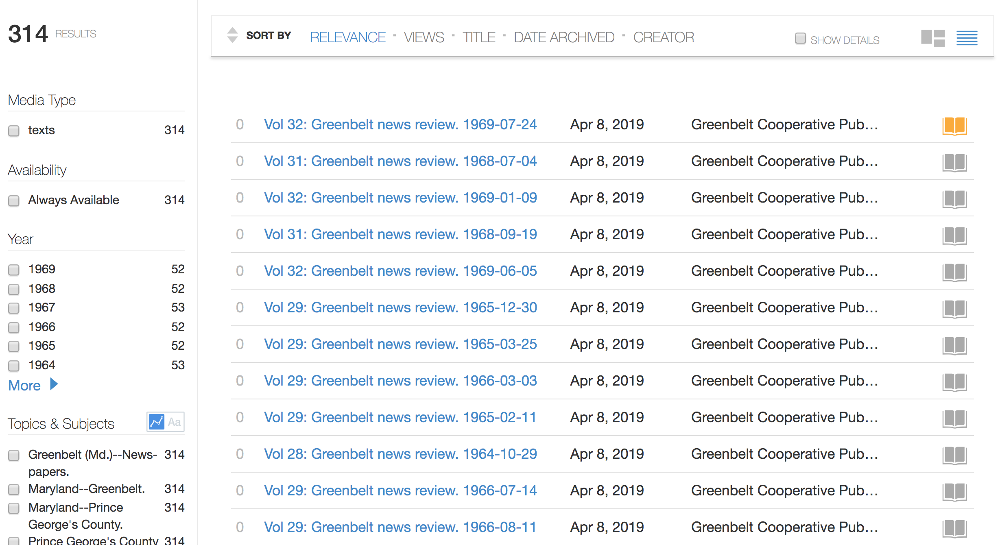 314 RESULTS
Media Type
texts 314
Availability
Always Available 314
Year
1969 52
1968 52
1967 53
1966 52
1965 52
1964 53
More
Topics & Subjects Aa
Greenbelt (Md.)--News- 314
papers.
Maryland--Greenbelt. 314
Maryland--Prince 314
George's County.
Prince George's County 314
SORT BY RELEVANCE · VIEWS · TITLE · DATE ARCHIVED · CREATOR SHOW DETAILS
0 Vol 32: Greenbelt news review. 1969-07-24 Apr 8, 2019 Greenbelt Cooperative Pub...
0 Vol 31: Greenbelt news review. 1968-07-04 Apr 8, 2019 Greenbelt Cooperative Pub...
0 Vol 32: Greenbelt news review. 1969-01-09 Apr 8, 2019 Greenbelt Cooperative Pub...
0 Vol 31: Greenbelt news review. 1968-09-19 Apr 8, 2019 Greenbelt Cooperative Pub...
0 Vol 32: Greenbelt news review. 1969-06-05 Apr 8, 2019 Greenbelt Cooperative Pub...
0 Vol 29: Greenbelt news review. 1965-12-30 Apr 8, 2019 Greenbelt Cooperative Pub...
0 Vol 29: Greenbelt news review. 1965-03-25 Apr 8, 2019 Greenbelt Cooperative Pub...
0 Vol 29: Greenbelt news review. 1966-03-03 Apr 8, 2019 Greenbelt Cooperative Pub...
0 Vol 29: Greenbelt news review. 1965-02-11 Apr 8, 2019 Greenbelt Cooperative Pub...
0 Vol 28: Greenbelt news review. 1964-10-29 Apr 8, 2019 Greenbelt Cooperative Pub...
0 Vol 29: Greenbelt news review. 1966-07-14 Apr 8, 2019 Greenbelt Cooperative Pub...
0 Vol 29: Greenbelt news review. 1966-08-11 Apr 8, 2019 Greenbelt Cooperative Pub...